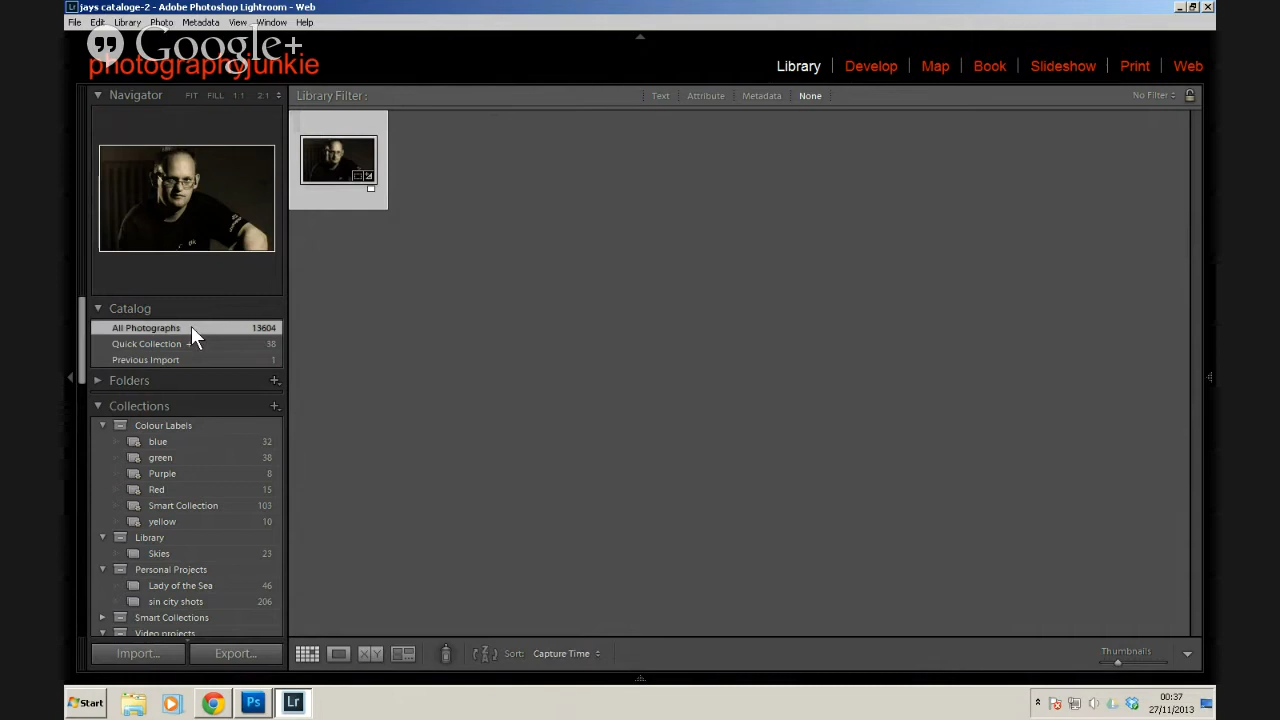 jays cataloge-2 - Adobe Photoshop Lightroom - Web
File Edit Library Photo Metadata View Window Help
Google+
photographyjunkie
Library | Develop | Map | Book | Slideshow | Print | Web
Navigator FIT FILL 1:1 2:1
Library Filter : Text Attribute Metadata None No Filter
Catalog
All Photographs 13604
Quick Collection + 38
Previous Import 1
Folders
Collections
Colour Labels
blue 32
green 38
Purple 8
Red 15
Smart Collection 103
yellow 10
Library
Skies 23
Personal Projects
Lady of the Sea 46
sin city shots 206
Smart Collections
Video projects
Import... Export...
XY
Sort: Capture Time
Thumbnails
Start
Ps
Lr
00:37
27/11/2013